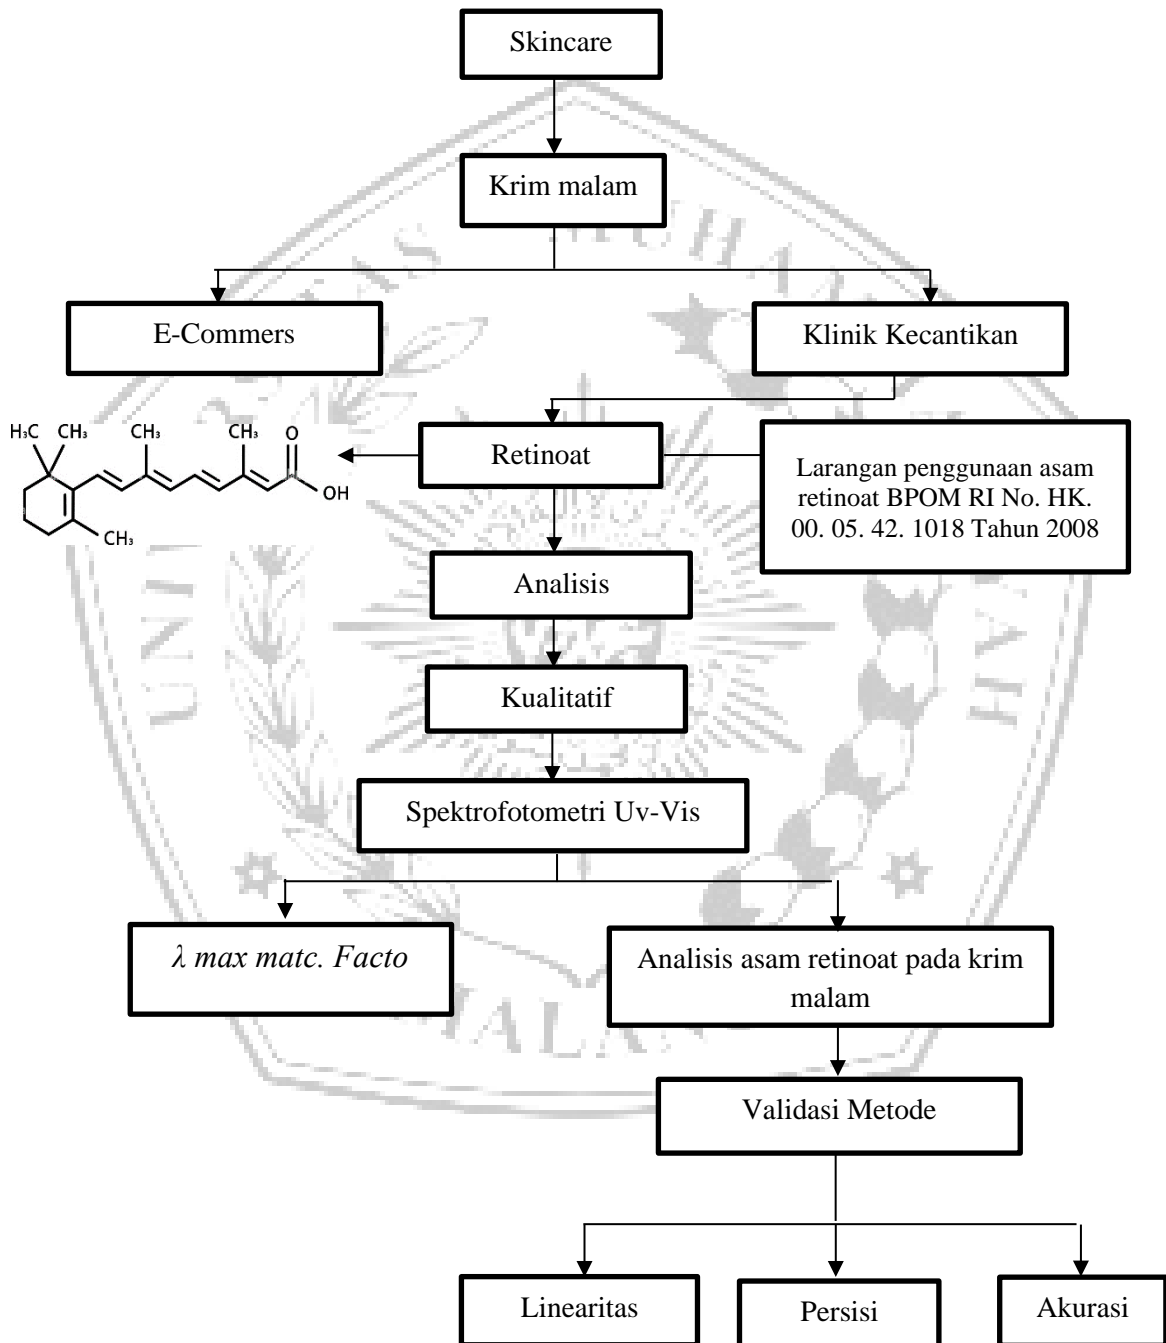 Skincare
Krim malam
E-Commers
Klinik Kecantikan
H₃C CH₃ CH₃ CH₃ O
OH
CH₃
Retinoat
Larangan penggunaan asam
retinoat BPOM RI No. HK.
00. 05. 42. 1018 Tahun 2008
Analisis
Kualitatif
Spektrofotometri Uv-Vis
λ max matc. Facto
Analisis asam retinoat pada krim
malam
Validasi Metode
Linearitas
Persisi
Akurasi
MALA